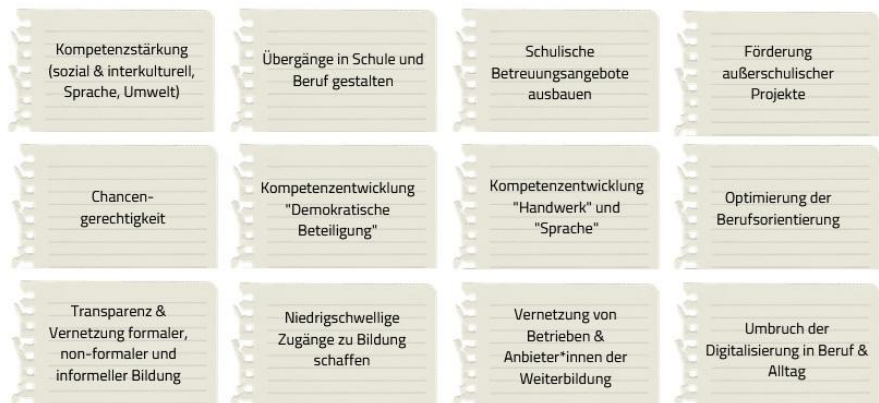 Kompetenzstärkung
(sozial & interkulturell,
Sprache, Umwelt)
Übergänge in Schule und
Beruf gestalten
Schulische
Betreuungsangebote
ausbauen
Förderung
außerschulischer
Projekte
Chancen-
gerechtigkeit
Kompetenzentwicklung
"Demokratische
Beteiligung"
Kompetenzentwicklung
"Handwerk" und
"Sprache"
Optimierung der
Berufsorientierung
Transparenz &
Vernetzung formaler,
non-formaler und
informeller Bildung
Niedrigschwellige
Zugänge zu Bildung
schaffen
Vernetzung von
Betrieben &
Anbieter*innen der
Weiterbildung
Umbruch der
Digitalisierung in Beruf &
Alltag